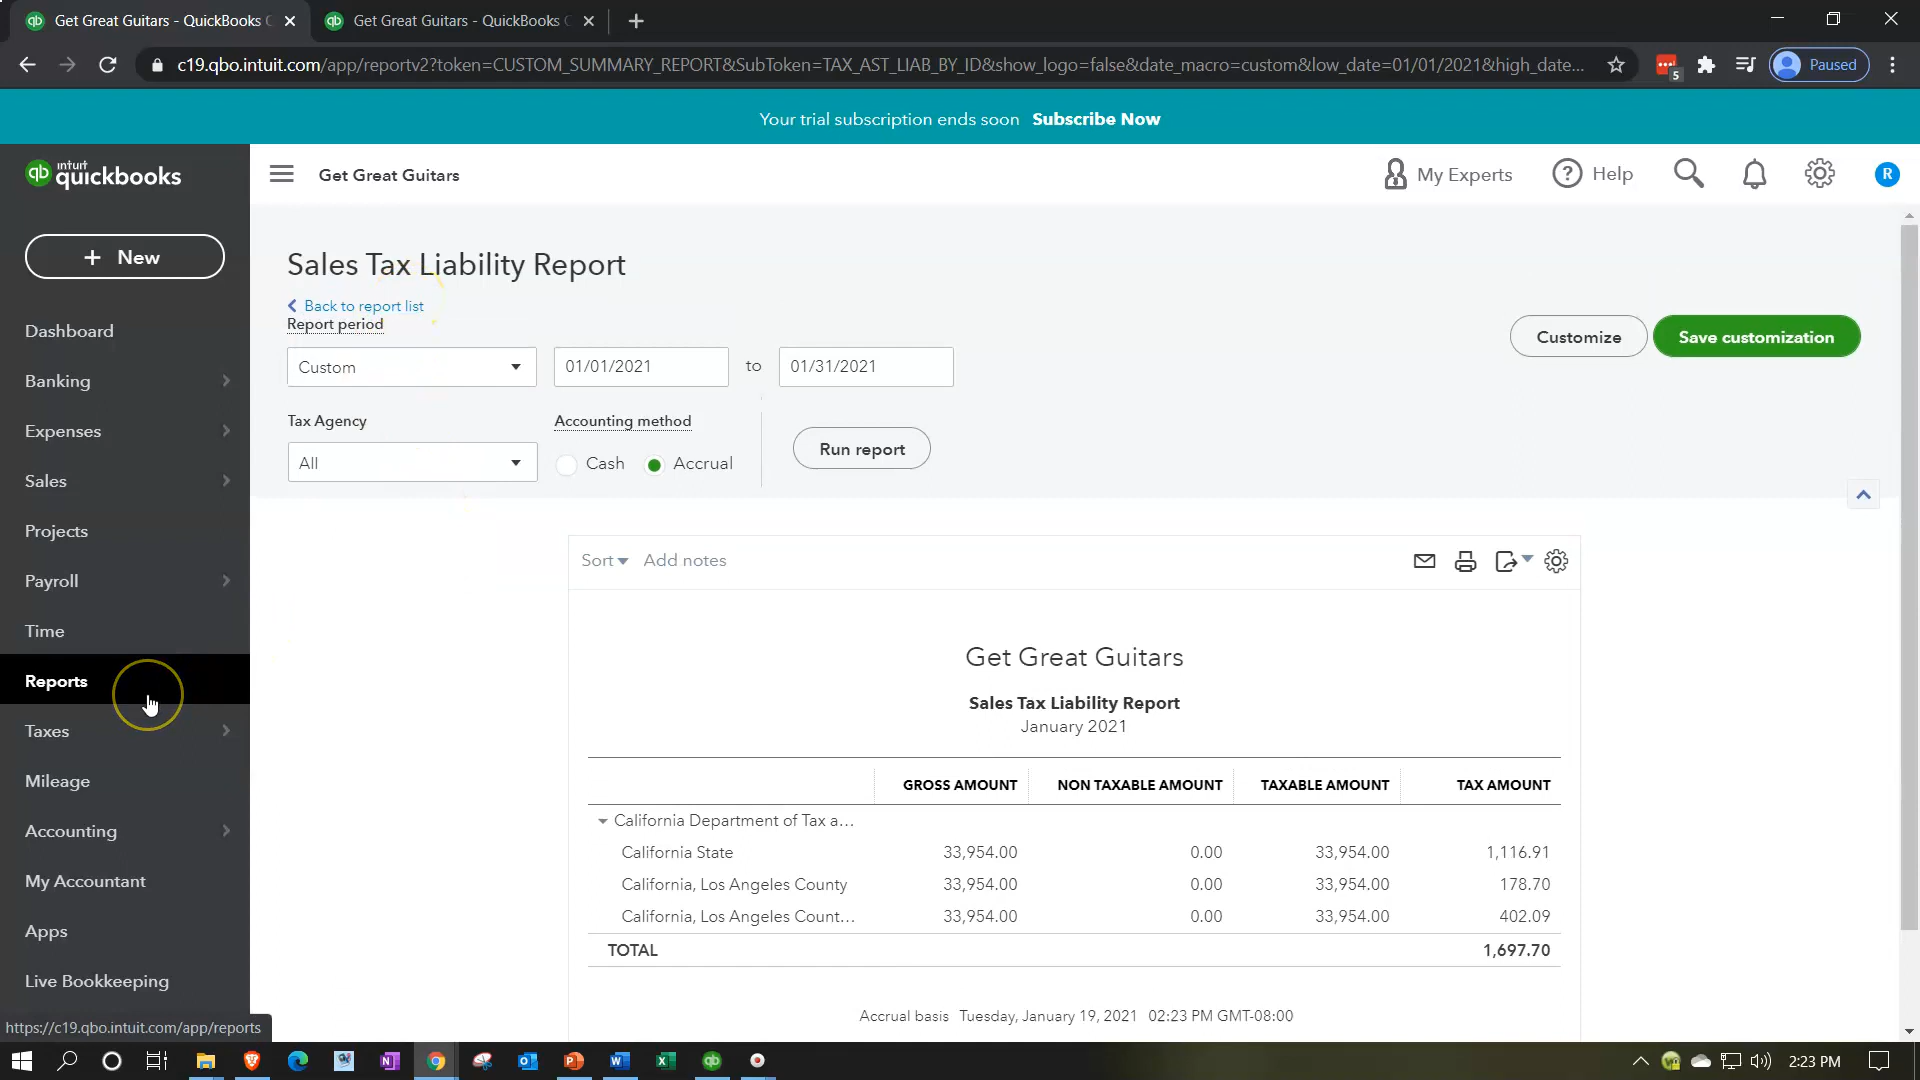 Get Great Guitars - QuickBooks C
Get Great Guitars - QuickBooks C
c19.qbo.intuit.com/app/reportv2?token=CUSTOM_SUMMARY_REPORT&SubToken=TAX_AST_LIAB_BY_ID&show_logo=false&date_macro=custom&low_date=01/01/2021&high_date...
5
Paused
Your trial subscription ends soon Subscribe Now
qb intuit quickbooks
Get Great Guitars
My Experts
? Help
R
+ New
Dashboard
Banking
Expenses
Sales
Projects
Payroll
Time
Reports
Taxes
Mileage
Accounting
My Accountant
Apps
Live Bookkeeping
https://c19.qbo.intuit.com/app/reports
Sales Tax Liability Report
Back to report list
Report period
Custom 01/01/2021 to 01/31/2021
Customize
Save customization
Tax Agency Accounting method
All Cash Accrual
Run report
Sort Add notes
Get Great Guitars
Sales Tax Liability Report
January 2021
GROSS AMOUNT NON TAXABLE AMOUNT TAXABLE AMOUNT TAX AMOUNT
California Department of Tax a...
California State 33,954.00 0.00 33,954.00 1,116.91
California, Los Angeles County 33,954.00 0.00 33,954.00 178.70
California, Los Angeles Count... 33,954.00 0.00 33,954.00 402.09
TOTAL 1,697.70
Accrual basis Tuesday, January 19, 2021 02:23 PM GMT-08:00
2:23 PM